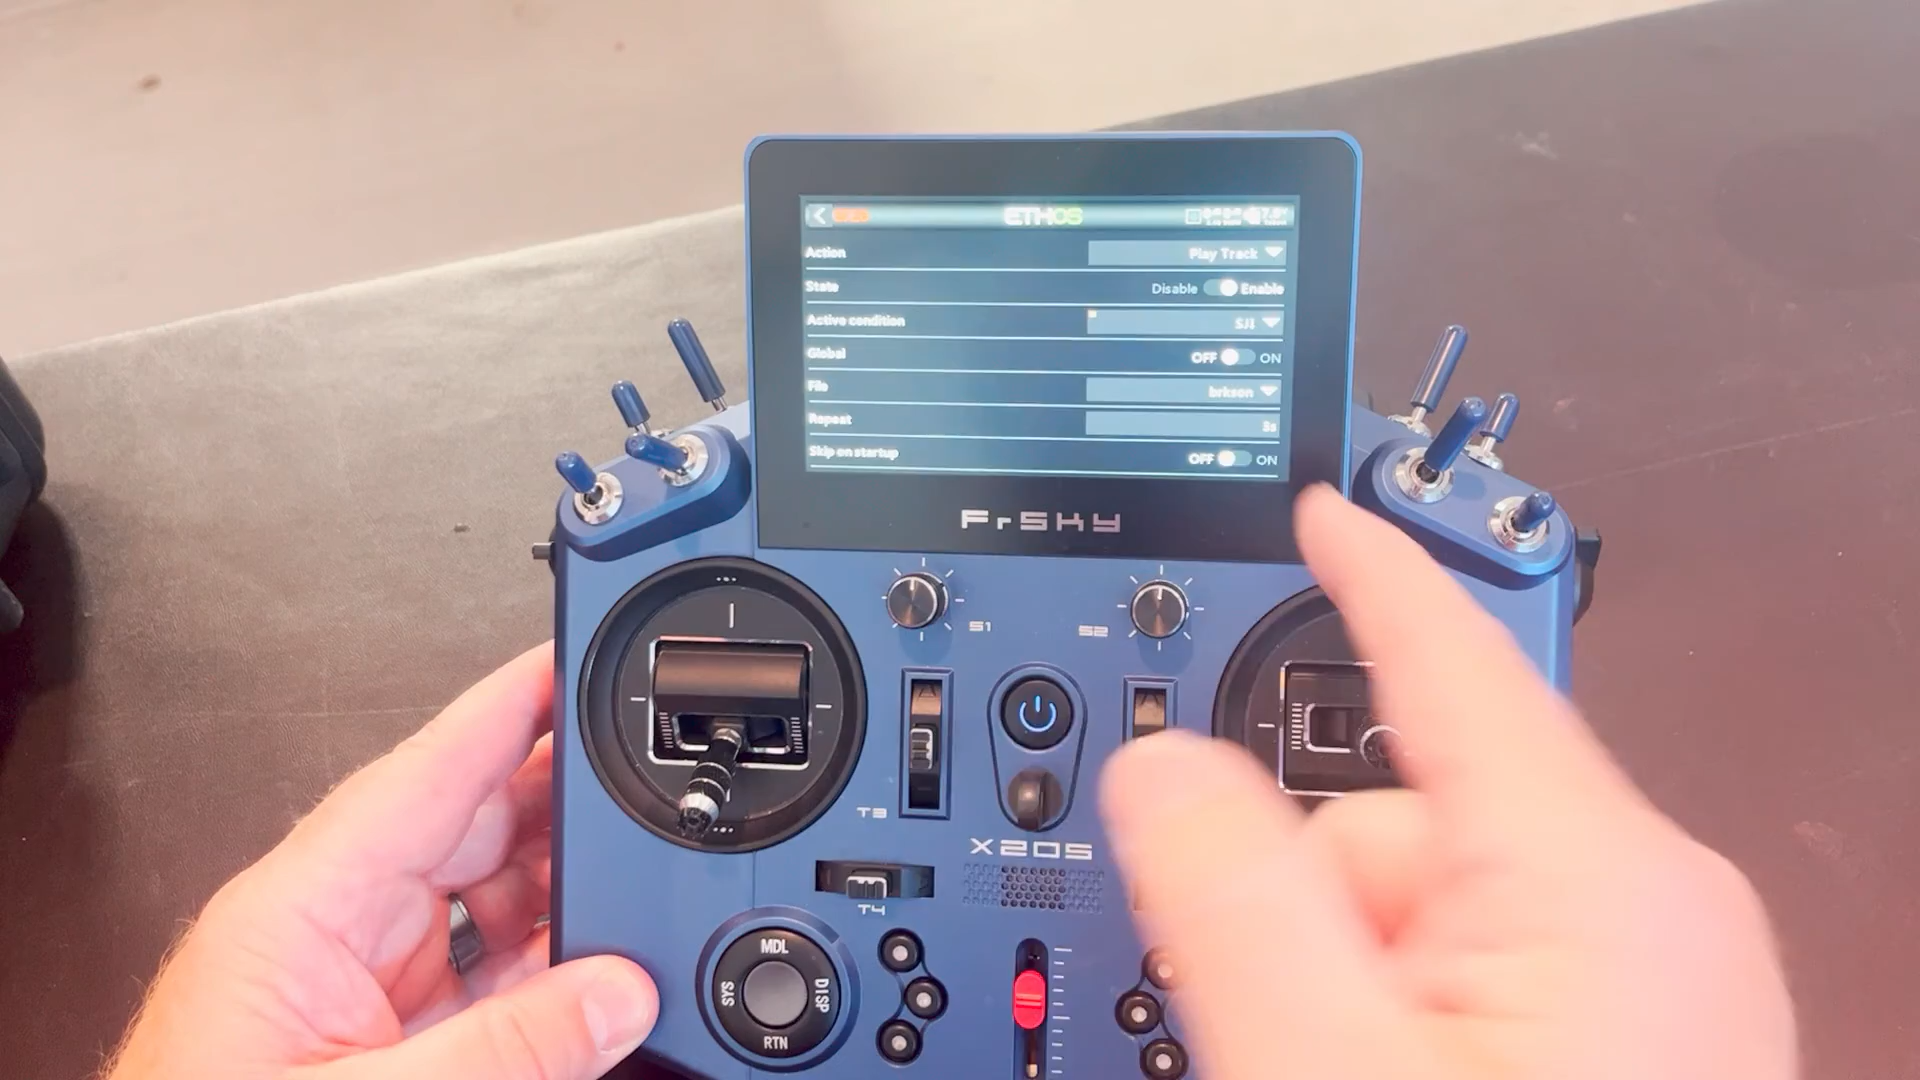 ETHOS
Action Play Track
State Disable Enable
Active condition
Global OFF ON
File brkson
Repeat 3s
Skip on startup OFF ON
FrSKY
S1 S2
T3
X20S
T4
MDL
SYS DISP
RTN